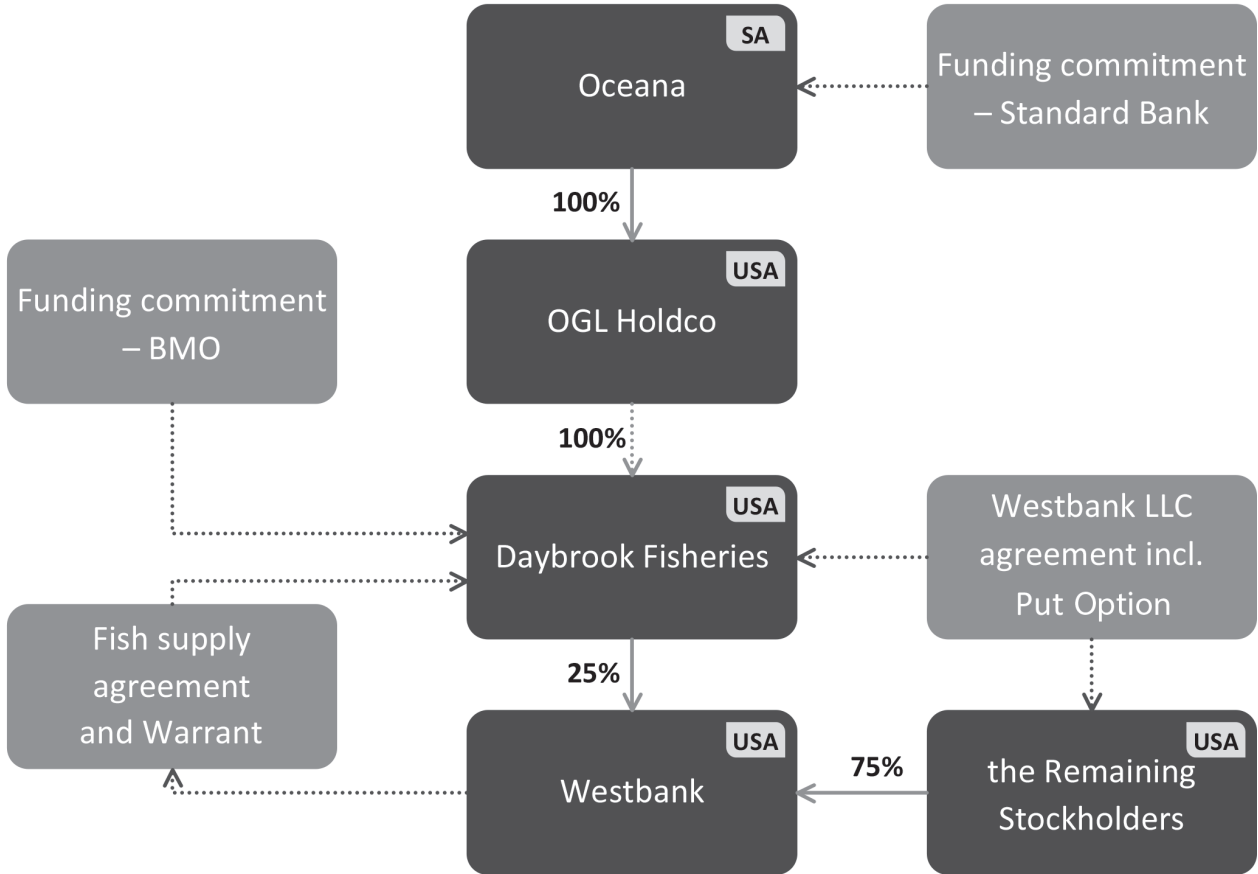 SA
Oceana
Funding commitment
– Standard Bank
100%
USA
OGL Holdco
Funding commitment
– BMO
100%
USA
Daybrook Fisheries
Westbank LLC
agreement incl.
Put Option
Fish supply
agreement
and Warrant
25%
USA
Westbank
75%
USA
the Remaining
Stockholders